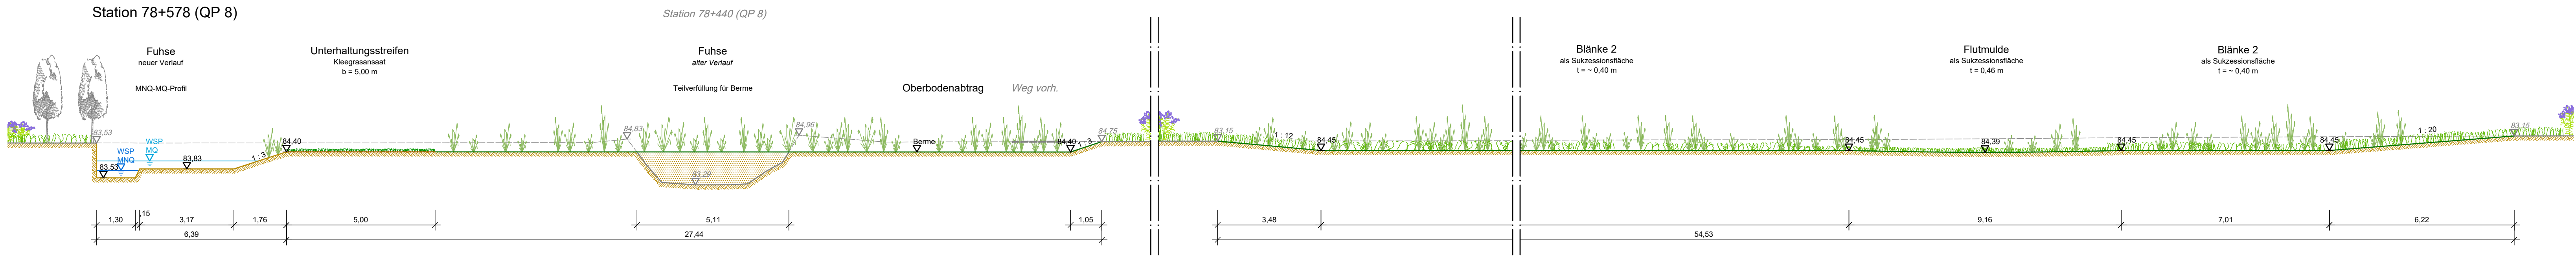 Station 78+578 (QP 8)
Station 78+440 (QP 8)
Fuhse
neuer Verlauf
MNQ-MQ-Profil
Unterhaltungsstreifen
Kleegrasansaat
b = 5,00 m
Fuhse
alter Verlauf
Teilverfüllung für Berme
Oberbodenabtrag
Weg vorh.
Blänke 2
als Sukzessionsfläche
t = ~ 0,40 m
Flutmulde
als Sukzessionsfläche
t = 0,46 m
Blänke 2
als Sukzessionsfläche
t = ~ 0,40 m
83,53
WSP
MNQ
WSP
MQ
83,53
83,83
1 : 3
84,40
84,83
83,29
84,96
Berme
84,40
1 : 3
84,75
83,15
1 : 12
84,45
84,45
84,39
84,45
84,45
1 : 20
83,15
1,30
,15
3,17
1,76
5,00
5,11
1,05
3,48
9,16
7,01
6,22
6,39
27,44
54,53